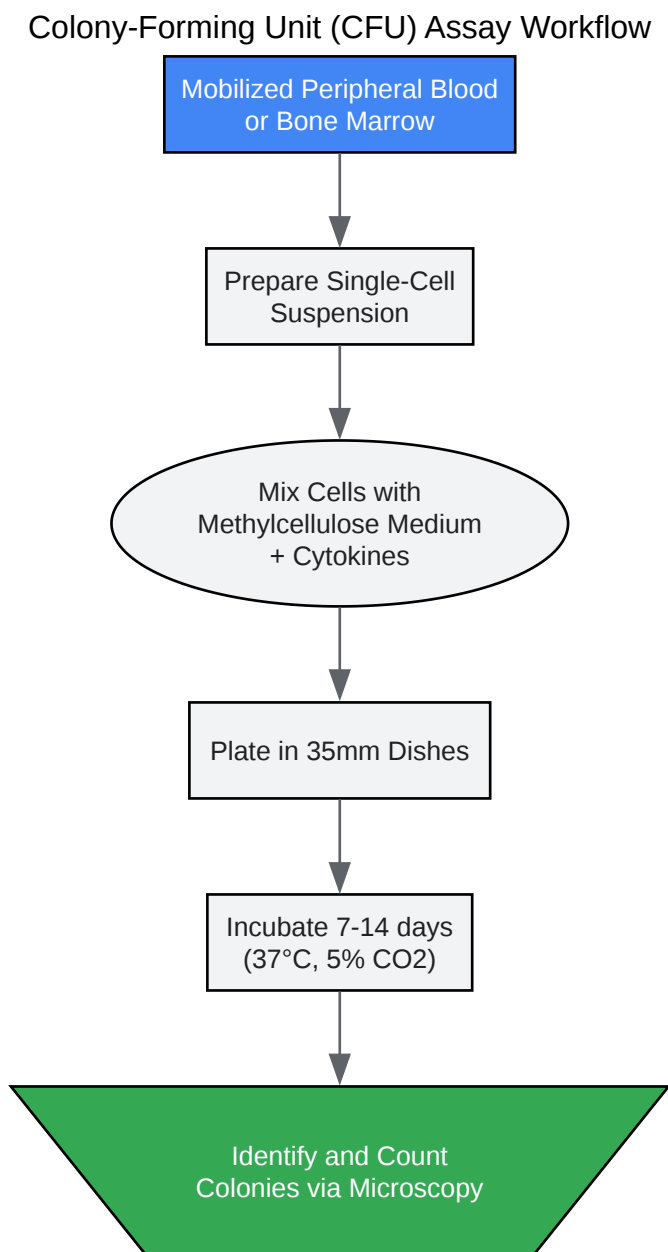 Colony-Forming Unit (CFU) Assay Workflow
Mobilized Peripheral Blood
or Bone Marrow
Prepare Single-Cell
Suspension
Mix Cells with
Methylcellulose Medium
+ Cytokines
Plate in 35mm Dishes
Incubate 7-14 days
(37°C, 5% CO2)
Identify and Count
Colonies via Microscopy